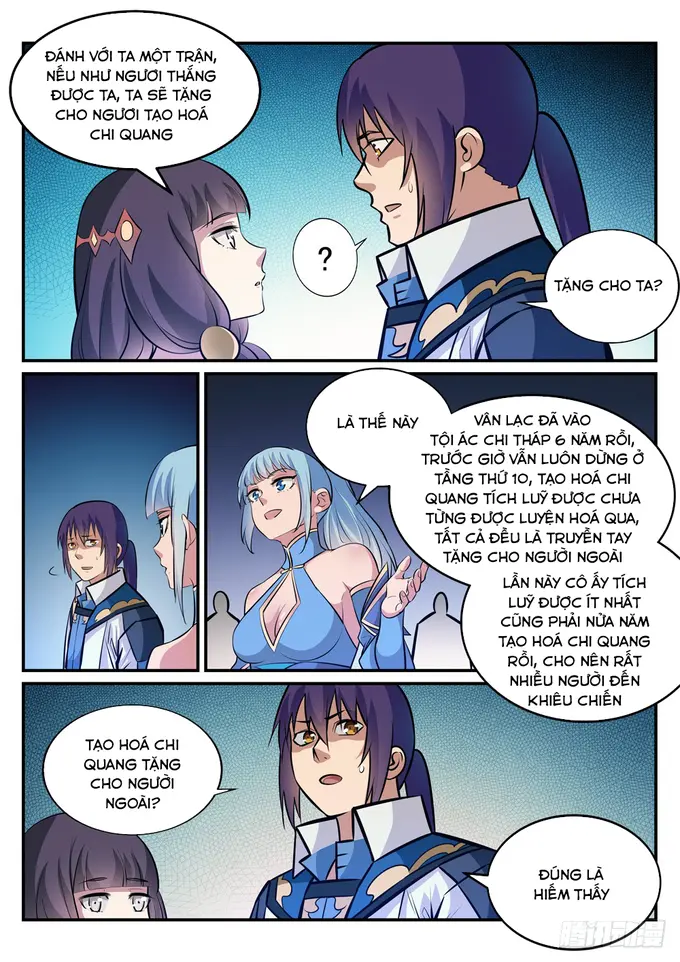 ĐÁNH VỚI TA MỘT TRẬN,
NẾU NHƯ NGƯƠI THẮNG
ĐƯỢC TA, TA SẼ TẶNG
CHO NGƯƠI TẠO HOÁ
CHI QUANG
?
TẶNG CHO TA?
LÀ THẾ NÀY
VÂN LẠC ĐÃ VÀO
TỘI ÁC CHI THÁP 6 NĂM RỒI,
TRƯỚC GIỜ VẪN LUÔN DỪNG Ở
TẦNG THỨ 10, TẠO HOÁ CHI
QUANG TÍCH LUỸ ĐƯỢC CHƯA
TỪNG ĐƯỢC LUYỆN HOÁ QUA,
TẤT CẢ ĐỀU LÀ TRUYỀN TAY
TẶNG CHO NGƯỜI NGOÀI
LẦN NÀY CÔ ẤY TÍCH
LUỸ ĐƯỢC ÍT NHẤT
CŨNG PHẢI NỬA NĂM
TẠO HOÁ CHI QUANG
RỒI, CHO NÊN RẤT
NHIỀU NGƯỜI ĐẾN
KHIÊU CHIẾN
TẠO HOÁ CHI
QUANG TẶNG
CHO NGƯỜI
NGOÀI?
ĐÚNG LÀ
HIẾM THẤY
腾讯动漫